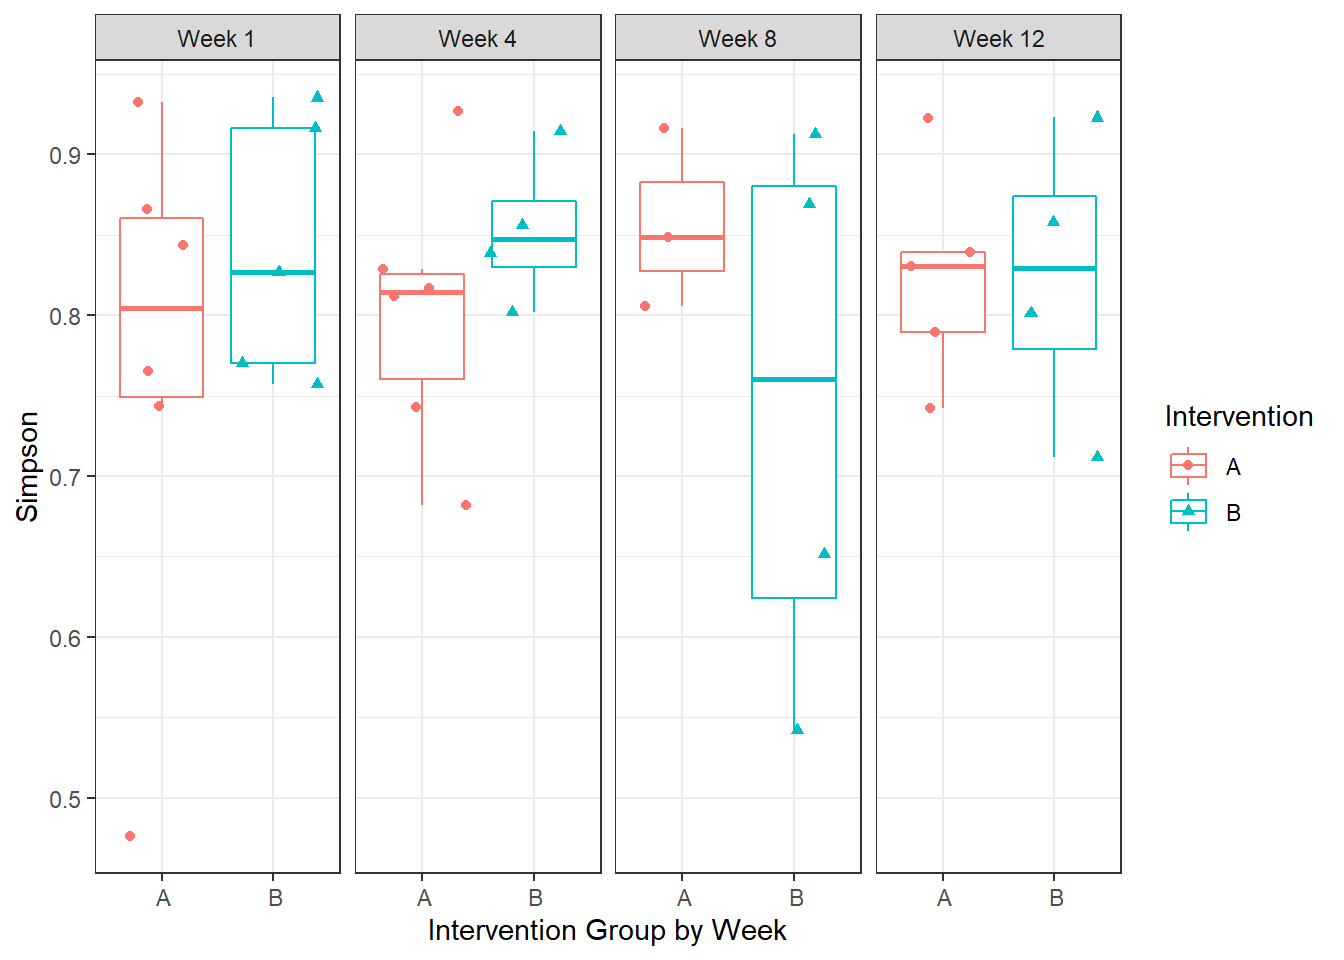 Week 1
Week 4
Week 8
Week 12
Simpson
0.9
0.8
0.7
0.6
0.5
A
B
A
B
A
B
A
B
Intervention Group by Week
Intervention
A
B